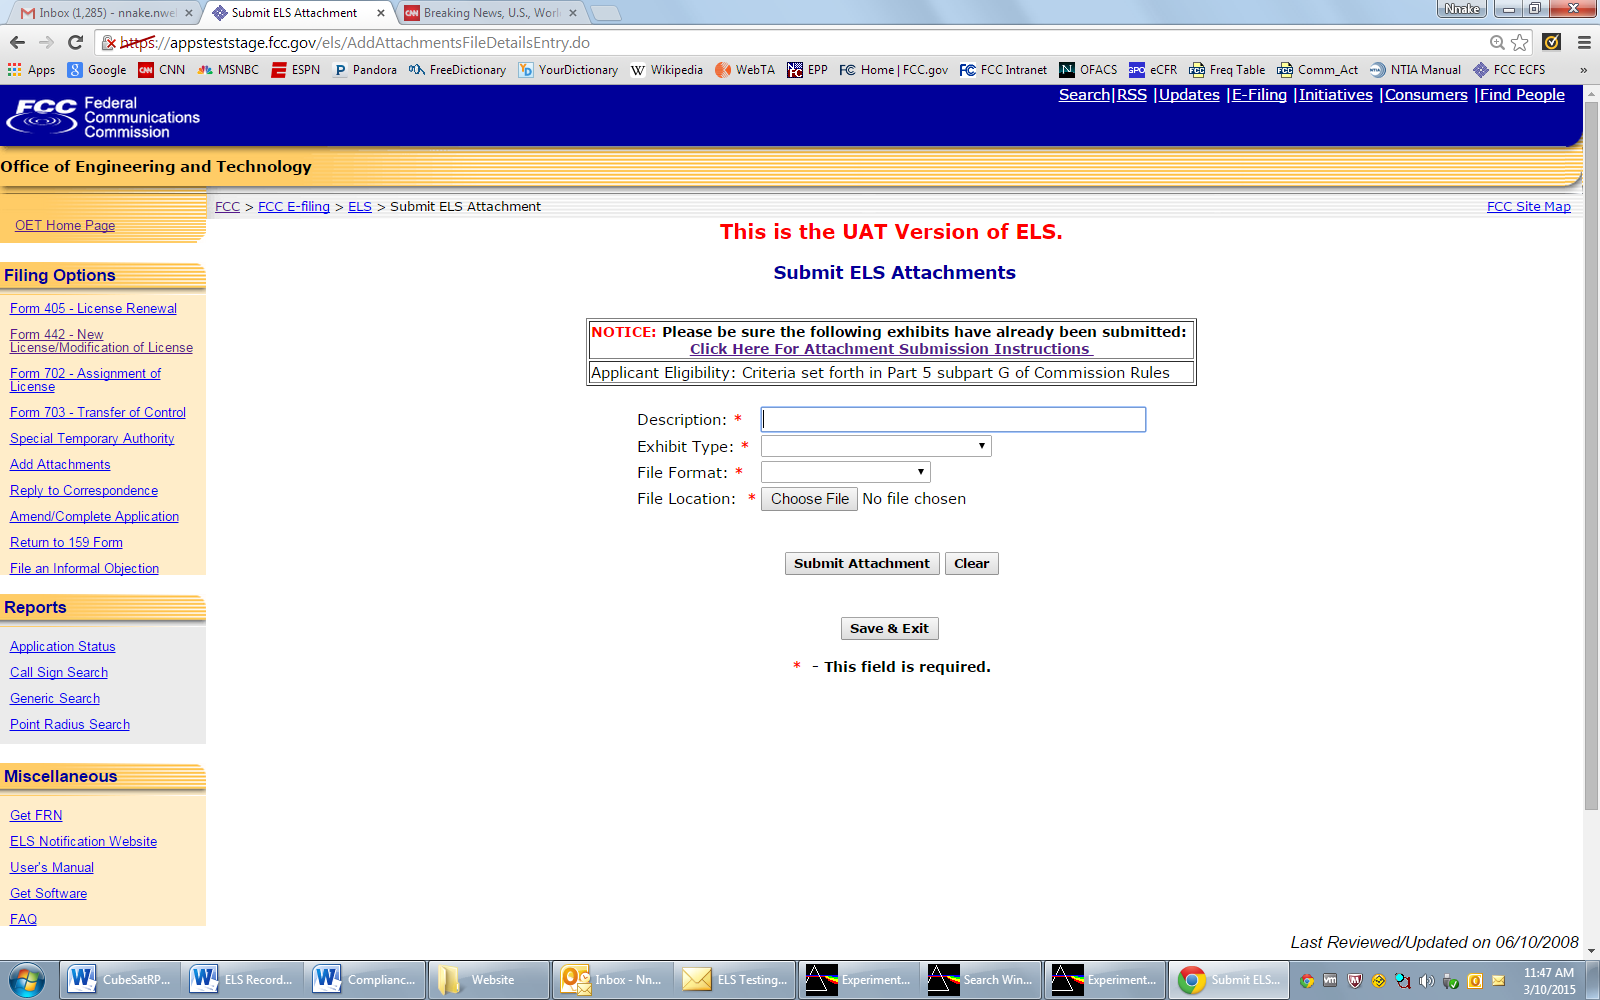 Inbox (1,285) - nnake.nwel
Submit ELS Attachment
Breaking News, U.S., Worl
Nnake
https://appsteststage.fcc.gov/els/AddAttachmentsFileDetailsEntry.do
Apps Google CNN MSNBC ESPN Pandora FreeDictionary YourDictionary Wikipedia WebTA EPP Home | FCC.gov FCC Intranet OFACS eCFR Freq Table Comm_Act NTIA Manual FCC ECFS »
FCC Federal Communications Commission
Search|RSS |Updates |E-Filing |Initiatives |Consumers |Find People
Office of Engineering and Technology
FCC > FCC E-filing > ELS > Submit ELS Attachment
FCC Site Map
OET Home Page
Filing Options
Form 405 - License Renewal
Form 442 - New
License/Modification of License
Form 702 - Assignment of
License
Form 703 - Transfer of Control
Special Temporary Authority
Add Attachments
Reply to Correspondence
Amend/Complete Application
Return to 159 Form
File an Informal Objection
Reports
Application Status
Call Sign Search
Generic Search
Point Radius Search
Miscellaneous
Get FRN
ELS Notification Website
User's Manual
Get Software
FAQ
This is the UAT Version of ELS.
Submit ELS Attachments
NOTICE: Please be sure the following exhibits have already been submitted:
Click Here For Attachment Submission Instructions
Applicant Eligibility: Criteria set forth in Part 5 subpart G of Commission Rules
Description: *
Exhibit Type: *
File Format: *
File Location: * Choose File No file chosen
Submit Attachment Clear
Save & Exit
* - This field is required.
Last Reviewed/Updated on 06/10/2008
CubeSatRP... ELS Record... Complianc... Website Inbox - Nn... ELS Testing... Experiment... Search Win... Experiment... Submit ELS...
11:47 AM
3/10/2015